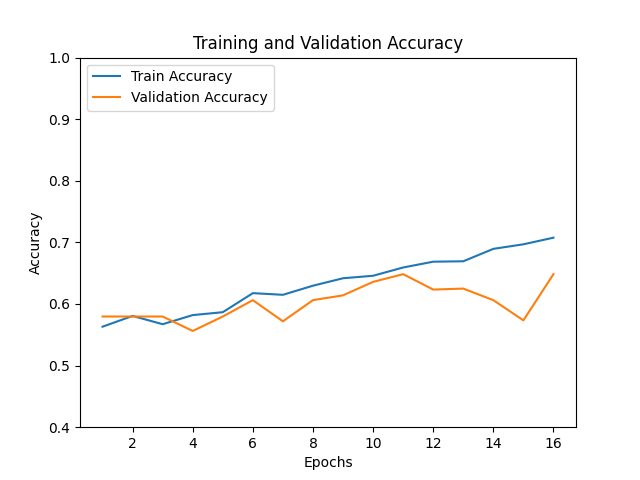 Training and Validation Accuracy
Train Accuracy
Validation Accuracy
1.0
0.9
0.8
0.7
0.6
0.5
0.4
Accuracy
2 4 6 8 10 12 14 16
Epochs